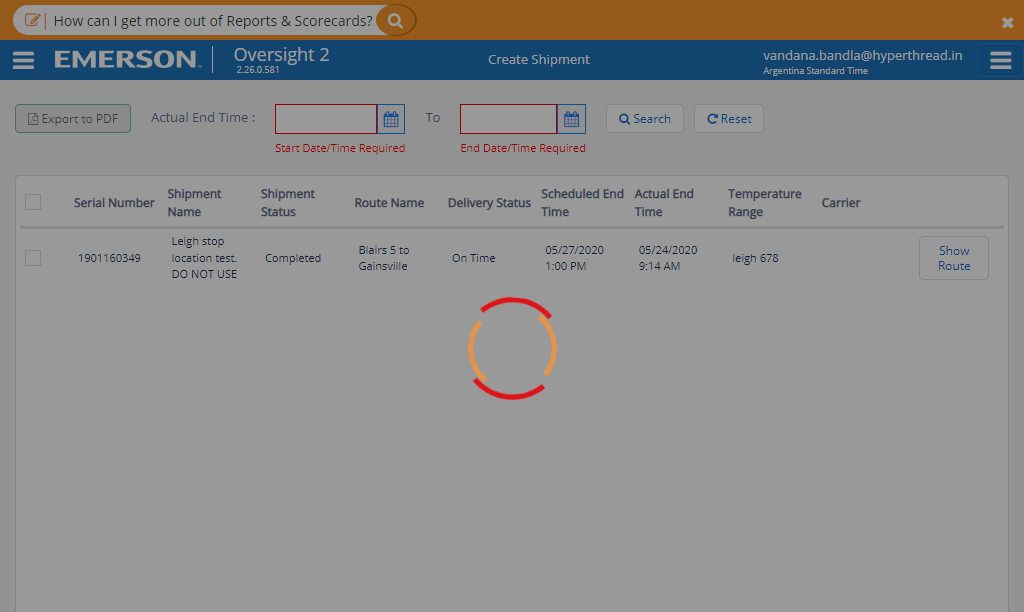 How can I get more out of Reports & Scorecards?
EMERSON
Oversight 2
2.26.0.581
Create Shipment
vandana.bandla@hyperthread.in
Argentina Standard Time
Export to PDF
Actual End Time :
To
Search
Reset
Start Date/Time Required
End Date/Time Required
Serial Number
Shipment
Name
Shipment
Status
Route Name
Delivery Status
Scheduled End
Time
Actual End
Time
Temperature
Range
Carrier
1901160349
Leigh stop
location test.
DO NOT USE
Completed
Blairs 5 to
Gainsville
On Time
05/27/2020
1:00 PM
05/24/2020
9:14 AM
leigh 678
Show
Route